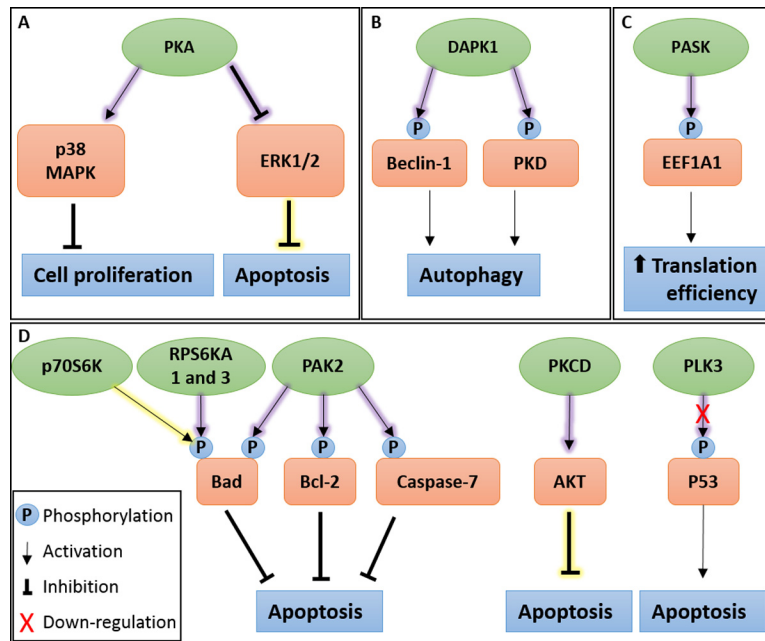 A
PKA
p38
MAPK
ERK1/2
Cell proliferation
Apoptosis
B
DAPK1
P
P
Beclin-1
PKD
Autophagy
C
PASK
P
EEF1A1
Translation
efficiency
D
p70S6K
RPS6KA
1 and 3
PAK2
PKCD
PLK3
P
P
P
P
P
Bad
Bcl-2
Caspase-7
AKT
P53
Apoptosis
Apoptosis
Apoptosis
P Phosphorylation
Activation
Inhibition
X Down-regulation